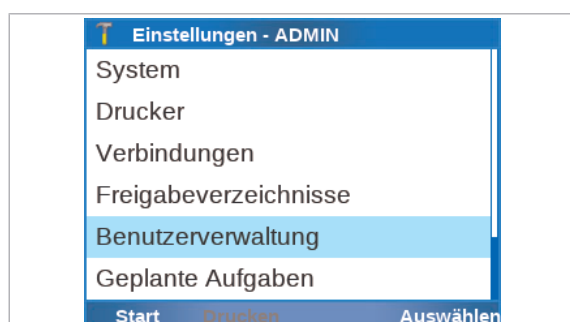 Einstellungen - ADMIN
System
Drucker
Verbindungen
Freigabeverzeichnisse
Benutzerverwaltung
Geplante Aufgaben
Start Drucken Auswählen